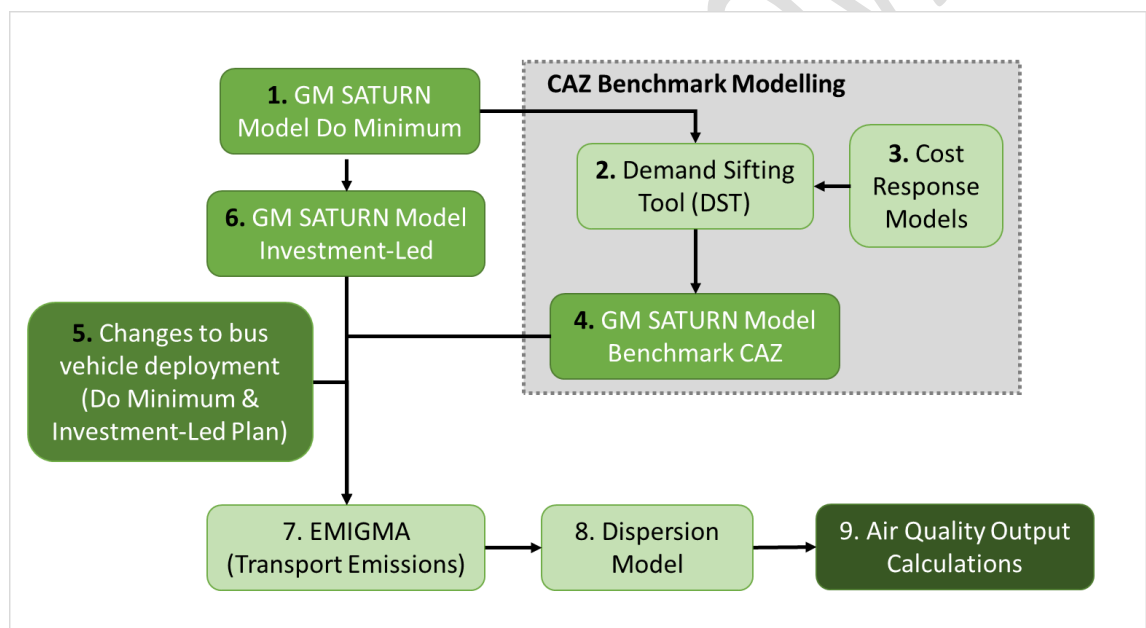 CAZ Benchmark Modelling
1. GM SATURN
Model Do Minimum
2. Demand Sifting
Tool (DST)
3. Cost
Response
Models
6. GM SATURN Model
Investment-Led
4. GM SATURN Model
Benchmark CAZ
5. Changes to bus
vehicle deployment
(Do Minimum &
Investment-Led Plan)
7. EMIGMA
(Transport Emissions)
8. Dispersion
Model
9. Air Quality Output
Calculations